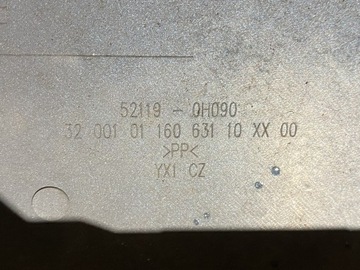 52119 - 0H090
32 001 01 160 631 10 XX 00
>PP<
YX1 CZ